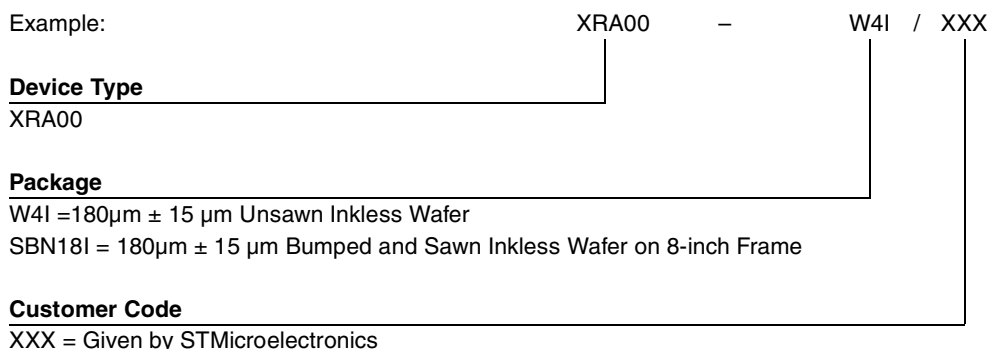 Example: XRA00 – W4I / XXX
Device Type
XRA00
Package
W4I =180µm ± 15 µm Unsawn Inkless Wafer
SBN18I = 180µm ± 15 µm Bumped and Sawn Inkless Wafer on 8-inch Frame
Customer Code
XXX = Given by STMicroelectronics